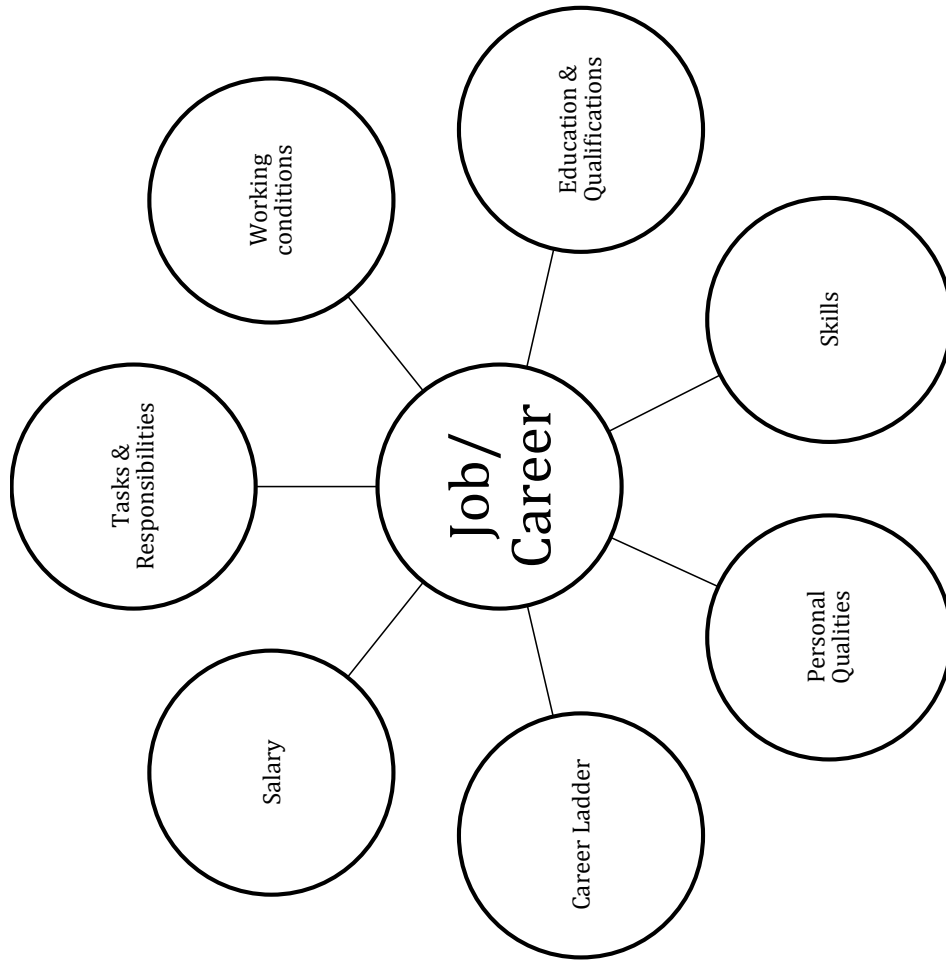 Job/
Career
Tasks &
Responsibilities
Working
conditions
Education &
Qualifications
Skills
Personal
Qualities
Career Ladder
Salary